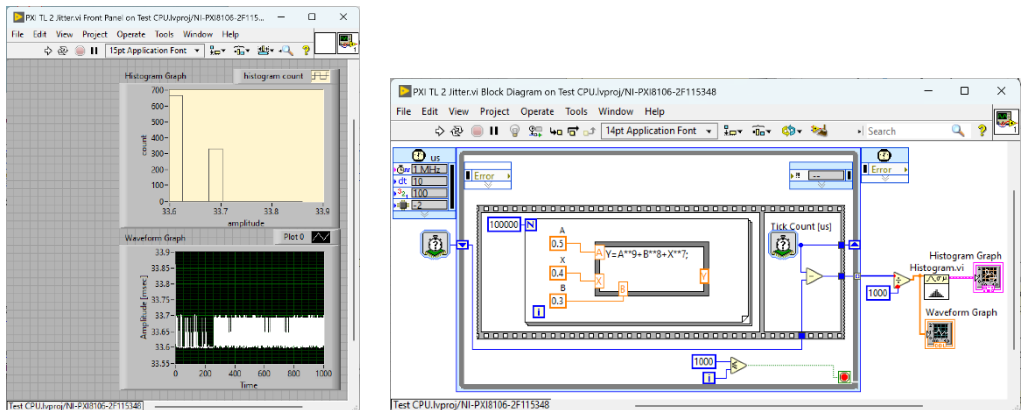 PXI TL 2 Jitter.vi Front Panel on Test CPU.lvproj/NI-PXI8106-2F115...
File Edit View Project Operate Tools Window Help
15pt Application Font
Histogram Graph
histogram count
700
600
500
400
300
200
100
0
count
33.6 33.7 33.8 33.9
amplitude
Waveform Graph
Plot 0
33.9
33.85
33.8
33.75
33.7
33.65
33.6
33.55
Amplitude [msec]
0 200 400 600 800 1000
Time
Test CPU.lvproj/NI-PXI8106-2F115348
PXI TL 2 Jitter.vi Block Diagram on Test CPU.lvproj/NI-PXI8106-2F115348
File Edit View Project Operate Tools Window Help
14pt Application Font
Search
us
1 MHz
dt 10
100
-2
Error
--
Error
100000
N
A
0.5
X
0.4
B
0.3
A
X
B
Y=A**9+B**8+X**7;
Y
i
Tick Count [us]
1000
i
1000
Histogram Graph
Histogram.vi
Waveform Graph
Test CPU.lvproj/NI-PXI8106-2F115348